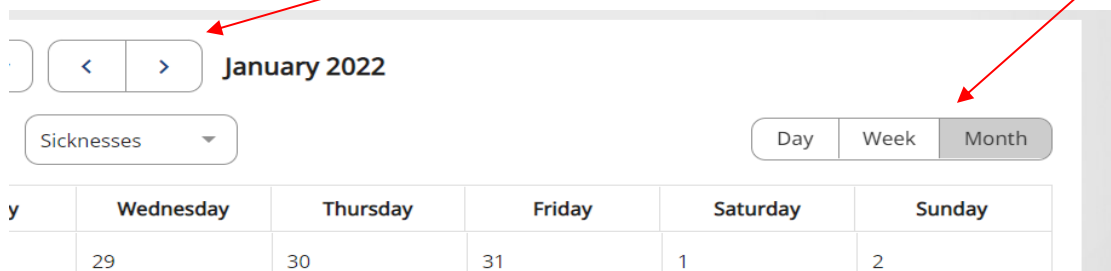 < > January 2022
Sicknesses Day Week Month
y Wednesday Thursday Friday Saturday Sunday
29 30 31 1 2